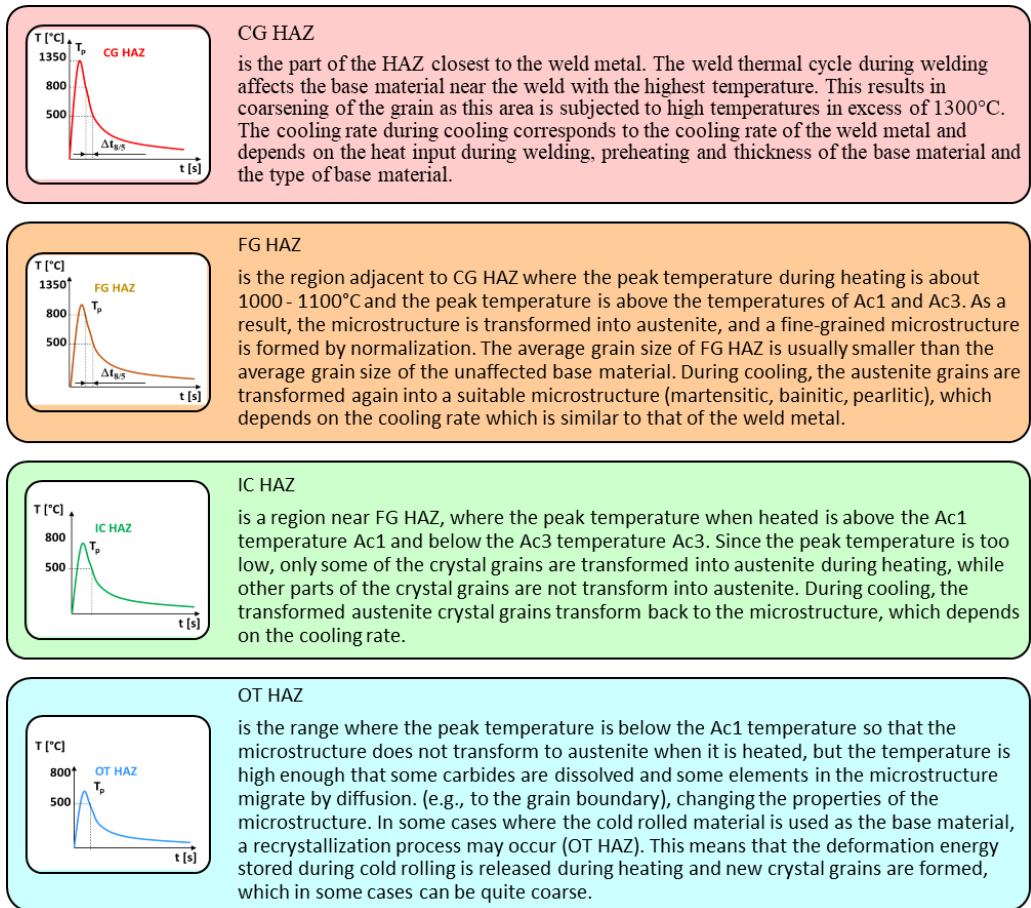 T [°C]
1350
Tp
CG HAZ
800
500
Δt8/5
t [s]
CG HAZ
is the part of the HAZ closest to the weld metal. The weld thermal cycle during welding
affects the base material near the weld with the highest temperature. This results in
coarsening of the grain as this area is subjected to high temperatures in excess of 1300°C.
The cooling rate during cooling corresponds to the cooling rate of the weld metal and
depends on the heat input during welding, preheating and thickness of the base material and
the type of base material.
T [°C]
1350
FG HAZ
Tp
800
500
Δt8/5
t [s]
FG HAZ
is the region adjacent to CG HAZ where the peak temperature during heating is about
1000 - 1100°C and the peak temperature is above the temperatures of Ac1 and Ac3. As a
result, the microstructure is transformed into austenite, and a fine-grained microstructure
is formed by normalization. The average grain size of FG HAZ is usually smaller than the
average grain size of the unaffected base material. During cooling, the austenite grains are
transformed again into a suitable microstructure (martensitic, bainitic, pearlitic), which
depends on the cooling rate which is similar to that of the weld metal.
T [°C]
800
IC HAZ
Tp
500
t [s]
IC HAZ
is a region near FG HAZ, where the peak temperature when heated is above the Ac1
temperature Ac1 and below the Ac3 temperature Ac3. Since the peak temperature is too
low, only some of the crystal grains are transformed into austenite during heating, while
other parts of the crystal grains are not transform into austenite. During cooling, the
transformed austenite crystal grains transform back to the microstructure, which depends
on the cooling rate.
T [°C]
800
OT HAZ
Tp
500
t [s]
OT HAZ
is the range where the peak temperature is below the Ac1 temperature so that the
microstructure does not transform to austenite when it is heated, but the temperature is
high enough that some carbides are dissolved and some elements in the microstructure
migrate by diffusion. (e.g., to the grain boundary), changing the properties of the
microstructure. In some cases where the cold rolled material is used as the base material,
a recrystallization process may occur (OT HAZ). This means that the deformation energy
stored during cold rolling is released during heating and new crystal grains are formed,
which in some cases can be quite coarse.